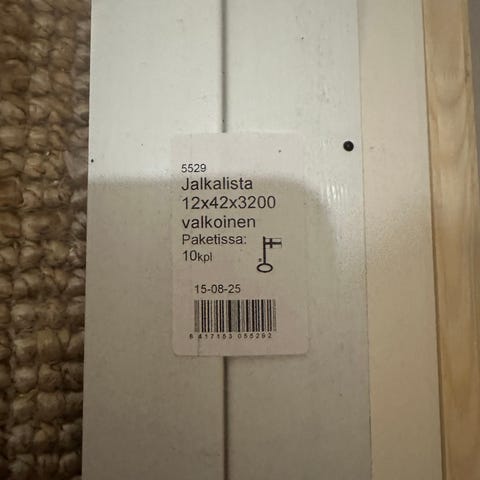 5529
Jalkalista
12x42x3200
valkoinen
Paketissa:
10kpl
15-08-25
6 417153 055292